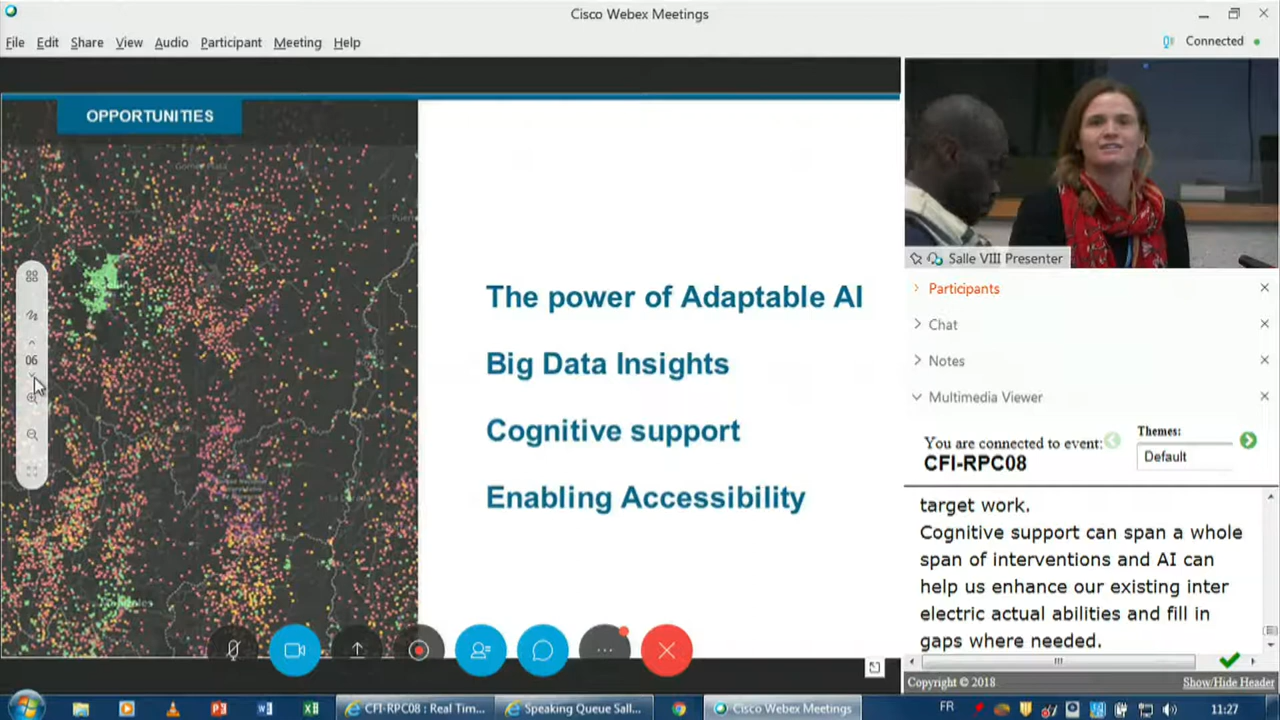 Cisco Webex Meetings
File Edit Share View Audio Participant Meeting Help
Connected
OPPORTUNITIES
The power of Adaptable AI
Big Data Insights
Cognitive support
Enabling Accessibility
06
Salle VIII Presenter
Participants
Chat
Notes
Multimedia Viewer
You are connected to event:
CFI-RPC08
Themes:
Default
target work.
Cognitive support can span a whole
span of interventions and AI can
help us enhance our existing inter
electric actual abilities and fill in
gaps where needed.
Copyright © 2018 Show/Hide Header
CFI-RPC08 : Real Tim... Speaking Queue Sall... Cisco Webex Meetings FR 11:27